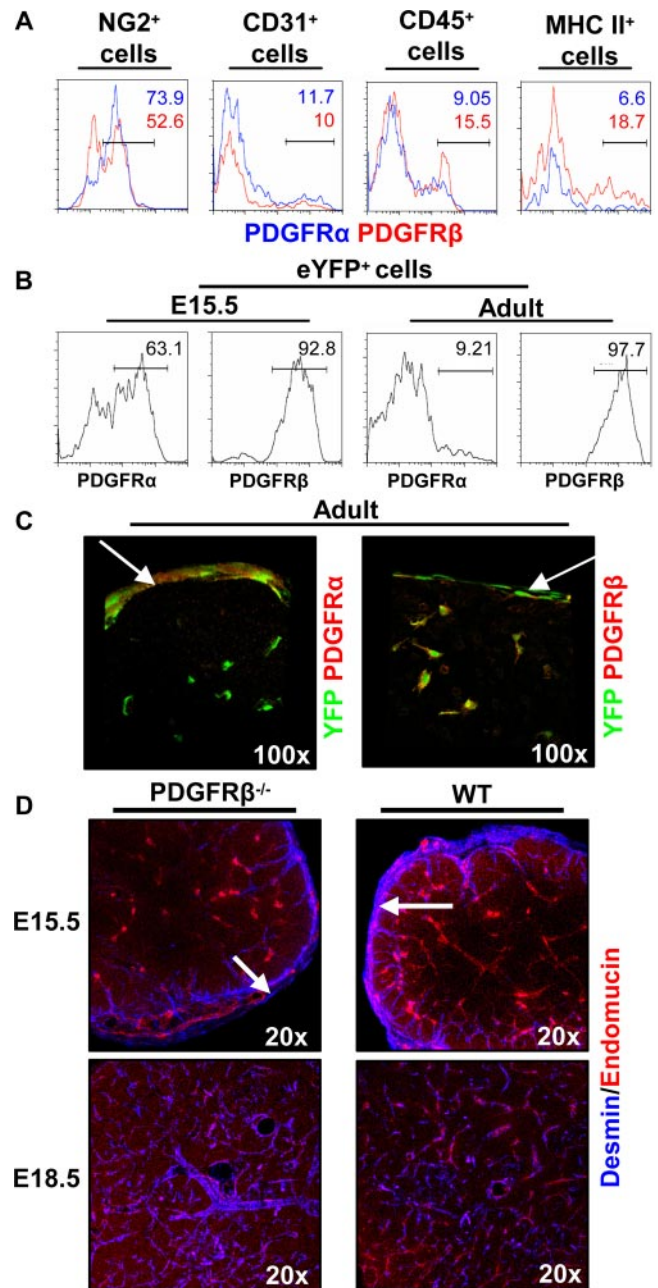 A
NG2⁺ cells
CD31⁺ cells
CD45⁺ cells
MHC II⁺ cells
73.9
52.6
11.7
10
9.05
15.5
6.6
18.7
PDGFRα PDGFRβ
B
eYFP⁺ cells
E15.5
Adult
63.1
92.8
9.21
97.7
PDGFRα
PDGFRβ
PDGFRα
PDGFRβ
C
Adult
100x
YFP PDGFRα
100x
YFP PDGFRβ
D
PDGFRβ⁻/⁻
WT
E15.5
20x
20x
E18.5
20x
20x
Desmin/Endomucin